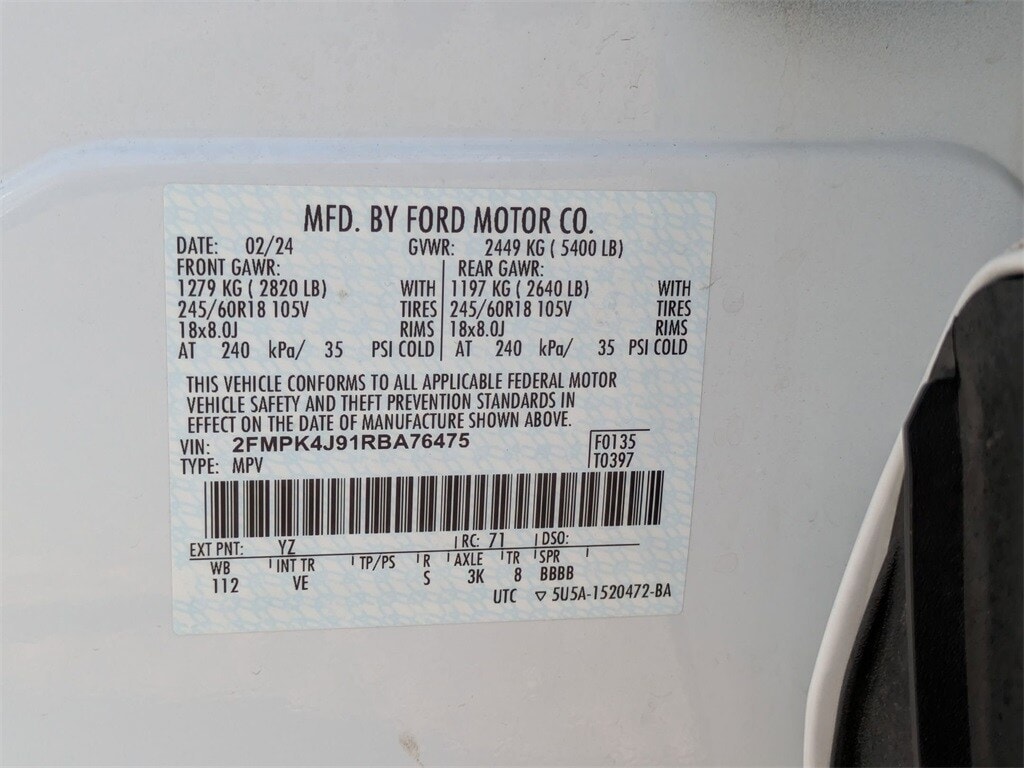 MFD. BY FORD MOTOR CO.
DATE: 02/24 GVWR: 2449 KG ( 5400 LB)
FRONT GAWR: REAR GAWR:
1279 KG ( 2820 LB) WITH 1197 KG ( 2640 LB) WITH
245/60R18 105V TIRES 245/60R18 105V TIRES
18x8.0J RIMS 18x8.0J RIMS
AT 240 kPa/ 35 PSI COLD AT 240 kPa/ 35 PSI COLD
THIS VEHICLE CONFORMS TO ALL APPLICABLE FEDERAL MOTOR
VEHICLE SAFETY AND THEFT PREVENTION STANDARDS IN
EFFECT ON THE DATE OF MANUFACTURE SHOWN ABOVE.
VIN: 2FMPK4J91RBA76475 F0135
TYPE: MPV T0397
EXT PNT: YZ RC: 71 DSO:
WB INT TR TP/PS R AXLE TR SPR
112 VE S 3K 8 BBBB
UTC ▽ 5U5A-1520472-BA